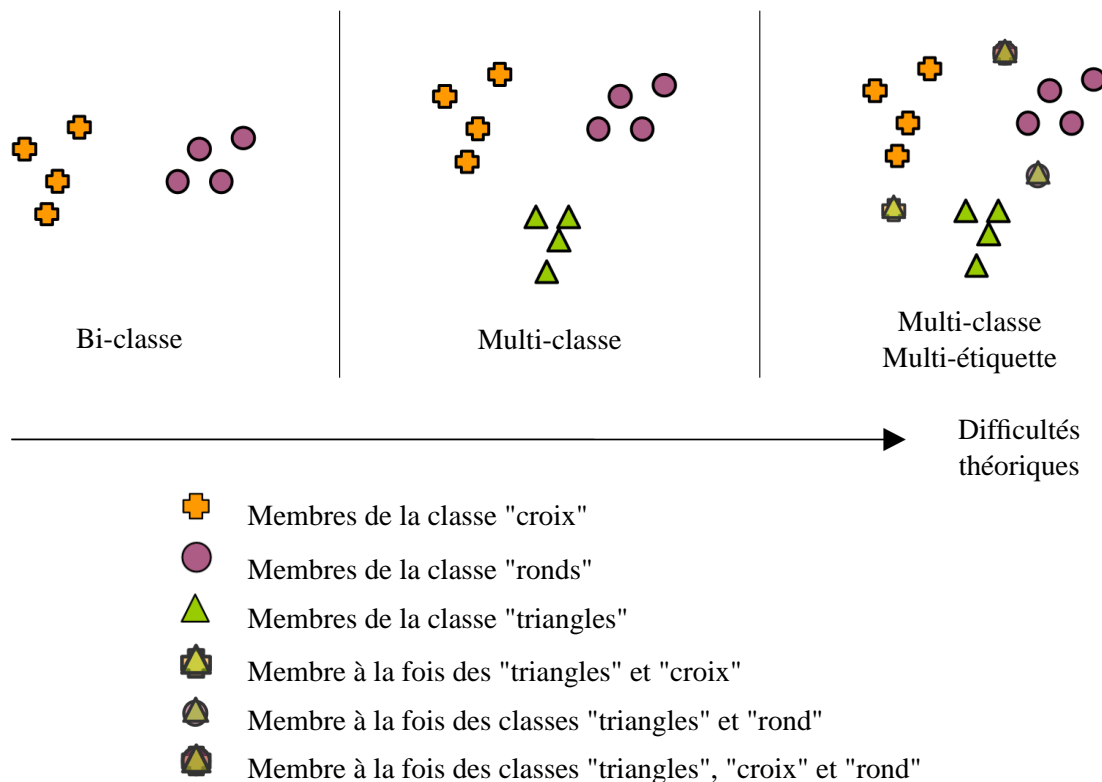 Bi-classe
Multi-classe
Multi-classe
Multi-étiquette
Difficultés
théoriques
Membres de la classe "croix"
Membres de la classe "ronds"
Membres de la classe "triangles"
Membre à la fois des "triangles" et "croix"
Membre à la fois des classes "triangles" et "rond"
Membre à la fois des classes "triangles", "croix" et "rond"